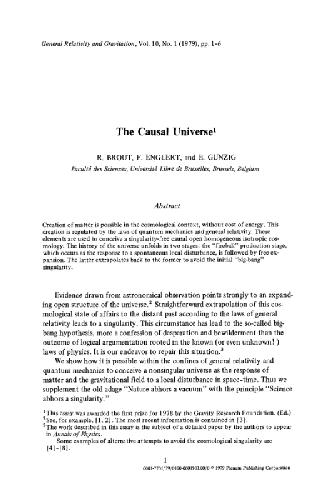 General Relativity and Gravitation, Vol. 10, No. 1 (1979), pp. 1-6
The Causal Universe¹
R. BROUT, F. ENGLERT, and E. GUNZIG
Faculté des Sciences, Université Libre de Bruxelles, Brussels, Belgium
Abstract
Creation of matter is possible in the cosmological context, without cost of energy. This
creation is regulated by the laws of quantum mechanics and general relativity. These
elements are used to conceive a singularity-free causal open homogeneous isotropic cos-
mology. The history of the universe unfolds in two stages: the "fireball" production stage,
which occurs as the response to a spontaneous local disturbance, is followed by free ex-
pansion. The latter extrapolates back to the former to avoid the initial "big-bang"
singularity.
Evidence drawn from astronomical observation points strongly to an expand-
ing open structure of the universe.² Straightforward extrapolation of this cos-
mological state of affairs to the distant past according to the laws of general
relativity leads to a singularity. This circumstance has lead to the so-called big-
bang hypothesis, more a confession of desperation and bewilderment than the
outcome of logical argumentation rooted in the known (or even unknown!)
laws of physics. It is our endeavor to repair this situation.³
We show how it is possible within the confines of general relativity and
quantum mechanics to conceive a nonsingular universe as the response of
matter and the gravitational field to a local disturbance in space-time. Thus we
supplement the old adage "Nature abhors a vacuum" with the principle "Science
abhors a singularity."
¹ This essay was awarded the first prize for 1978 by the Gravity Research Foundation. (Ed.)
² See, for example, [1, 2]. The most recent information is contained in [3].
³ The work described in this essay is the subject of a detailed paper by the authors to appear
in Annals of Physics.
Some examples of alternative attempts to avoid the cosmological singularity are
[4]-[8].
1
© 1979 Plenum Publishing Corporation